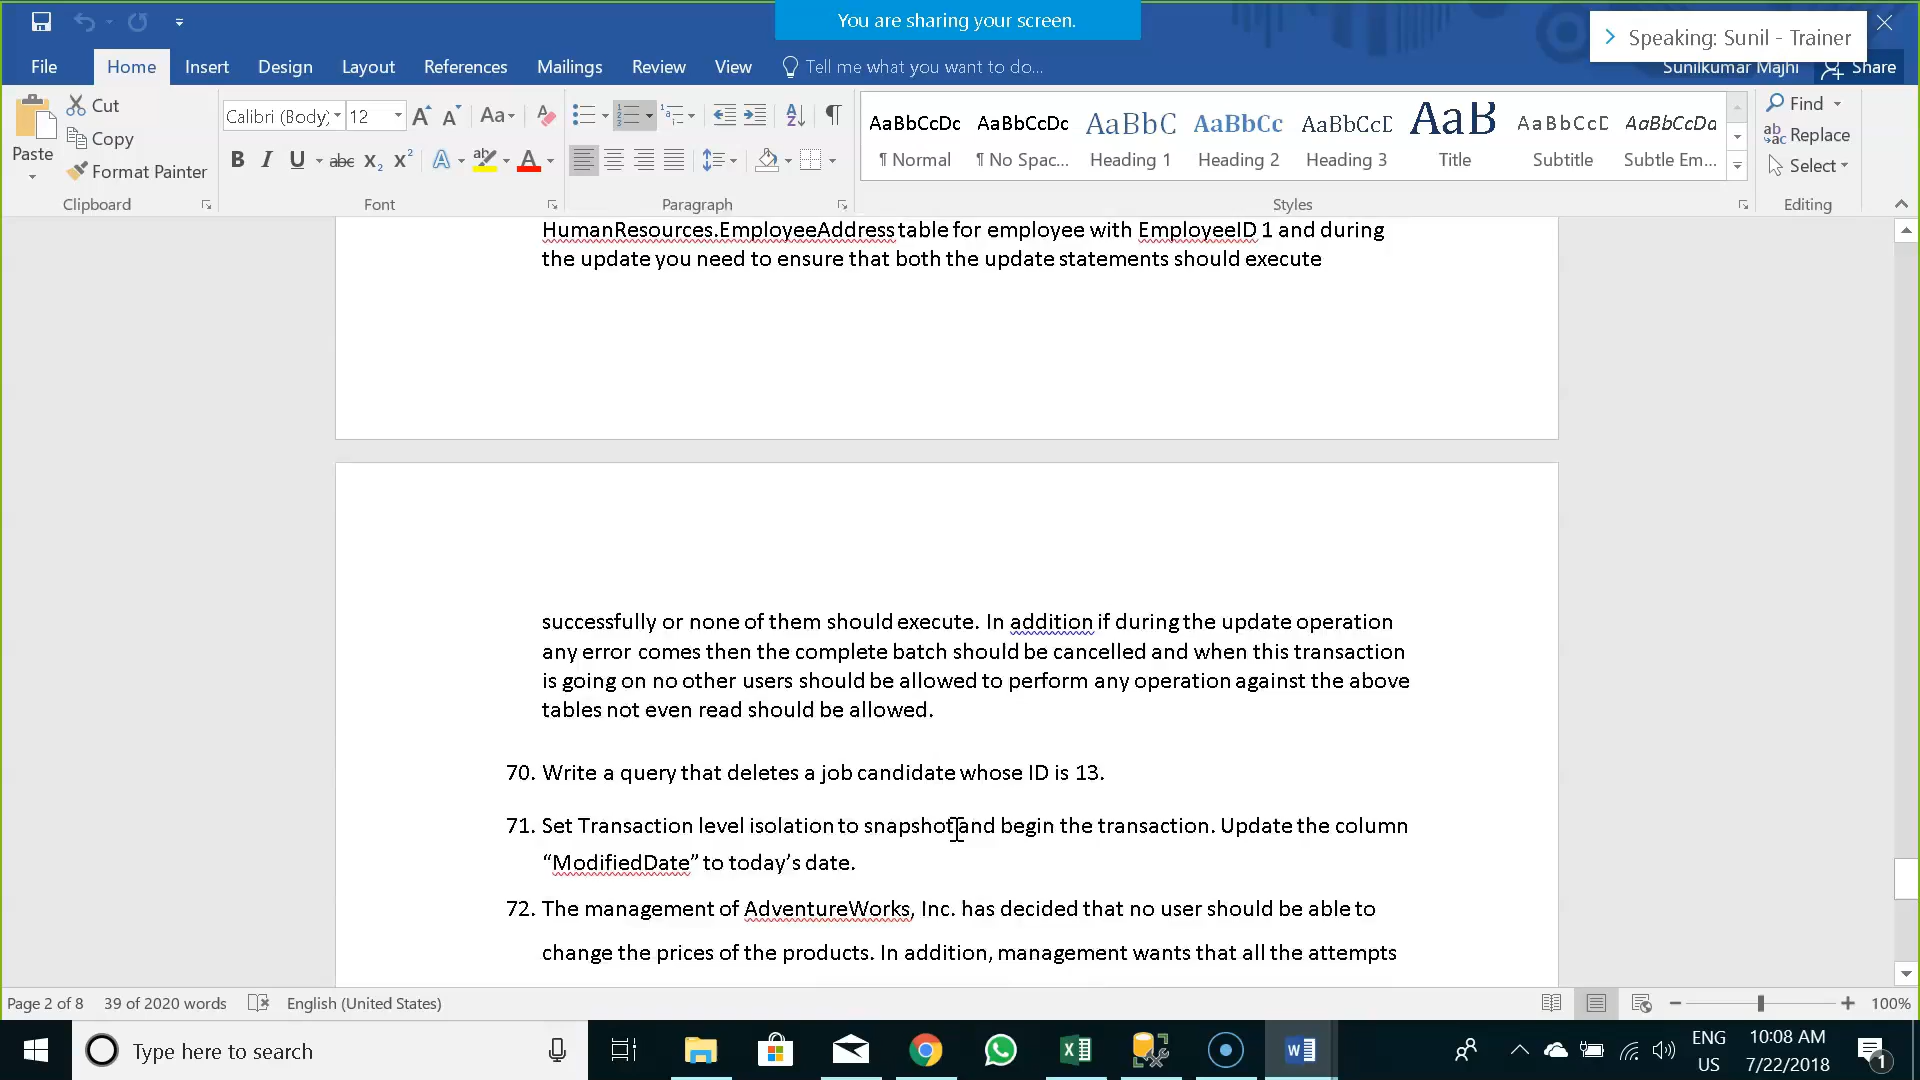 You are sharing your screen.
Speaking: Sunil - Trainer
File Home Insert Design Layout References Mailings Review View Tell me what you want to do... Sunilkumar Majhi Share
Paste
Cut
Copy
Format Painter
Calibri (Body) 12
Aa
B I U abc X₂ X² A A
AaBbCcDc AaBbCcDc AaBbC AaBbCc AaBbCcD AaB AaBbCcD AaBbCcDa
¶ Normal ¶ No Spac... Heading 1 Heading 2 Heading 3 Title Subtitle Subtle Em...
Find
Replace
Select
Clipboard Font Paragraph Styles Editing
HumanResources.EmployeeAddress table for employee with EmployeeID 1 and during
the update you need to ensure that both the update statements should execute
successfully or none of them should execute. In addition if during the update operation
any error comes then the complete batch should be cancelled and when this transaction
is going on no other users should be allowed to perform any operation against the above
tables not even read should be allowed.
70. Write a query that deletes a job candidate whose ID is 13.
71. Set Transaction level isolation to snapshot and begin the transaction. Update the column
“ModifiedDate” to today’s date.
72. The management of AdventureWorks, Inc. has decided that no user should be able to
change the prices of the products. In addition, management wants that all the attempts
Page 2 of 8 39 of 2020 words English (United States) 100%
Type here to search
ENG
US
10:08 AM
7/22/2018
1